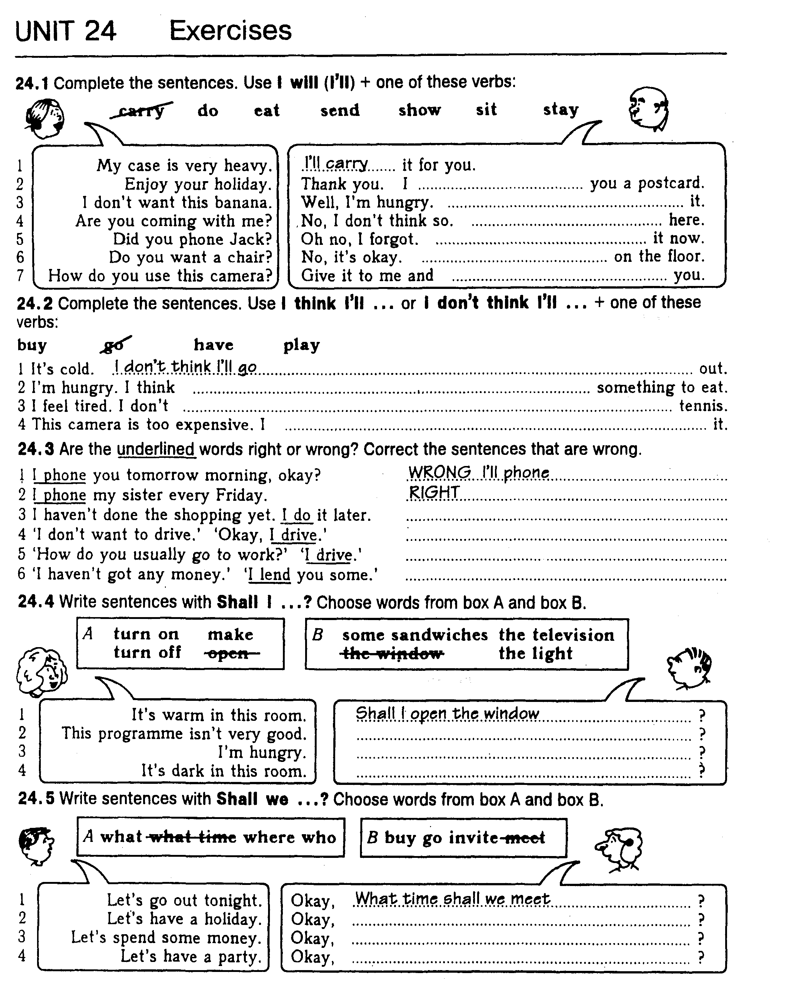 UNIT 24 Exercises
24.1 Complete the sentences. Use I will (I'll) + one of these verbs:
carry do eat send show sit stay
1 My case is very heavy. I'll carry....... it for you.
2 Enjoy your holiday. Thank you. I .................... you a postcard.
3 I don't want this banana. Well, I'm hungry. .................... it.
4 Are you coming with me? No, I don't think so. .................... here.
5 Did you phone Jack? Oh no, I forgot. .................... it now.
6 Do you want a chair? No, it's okay. .................... on the floor.
7 How do you use this camera? Give it to me and .................... you.
24.2 Complete the sentences. Use I think I'll ... or I don't think I'll ... + one of these
verbs:
buy go have play
1 It's cold. I don't think I'll go.................... out.
2 I'm hungry. I think .................... something to eat.
3 I feel tired. I don't .................... tennis.
4 This camera is too expensive. I .................... it.
24.3 Are the underlined words right or wrong? Correct the sentences that are wrong.
1 I phone you tomorrow morning, okay? WRONG I'll phone....................
2 I phone my sister every Friday. RIGHT....................
3 I haven't done the shopping yet. I do it later. ....................
4 'I don't want to drive.' 'Okay, I drive.' ....................
5 'How do you usually go to work?' 'I drive.' ....................
6 'I haven't got any money.' 'I lend you some.' ....................
24.4 Write sentences with Shall I ...? Choose words from box A and box B.
A turn on make B some sandwiches the television
turn off open the window the light
1 It's warm in this room. Shall I open the window.................... ?
2 This programme isn't very good. .................... ?
3 I'm hungry. .................... ?
4 It's dark in this room. .................... ?
24.5 Write sentences with Shall we ...? Choose words from box A and box B.
A what what time where who B buy go invite meet
1 Let's go out tonight. Okay, What time shall we meet.................... ?
2 Let's have a holiday. Okay, .................... ?
3 Let's spend some money. Okay, .................... ?
4 Let's have a party. Okay, .................... ?